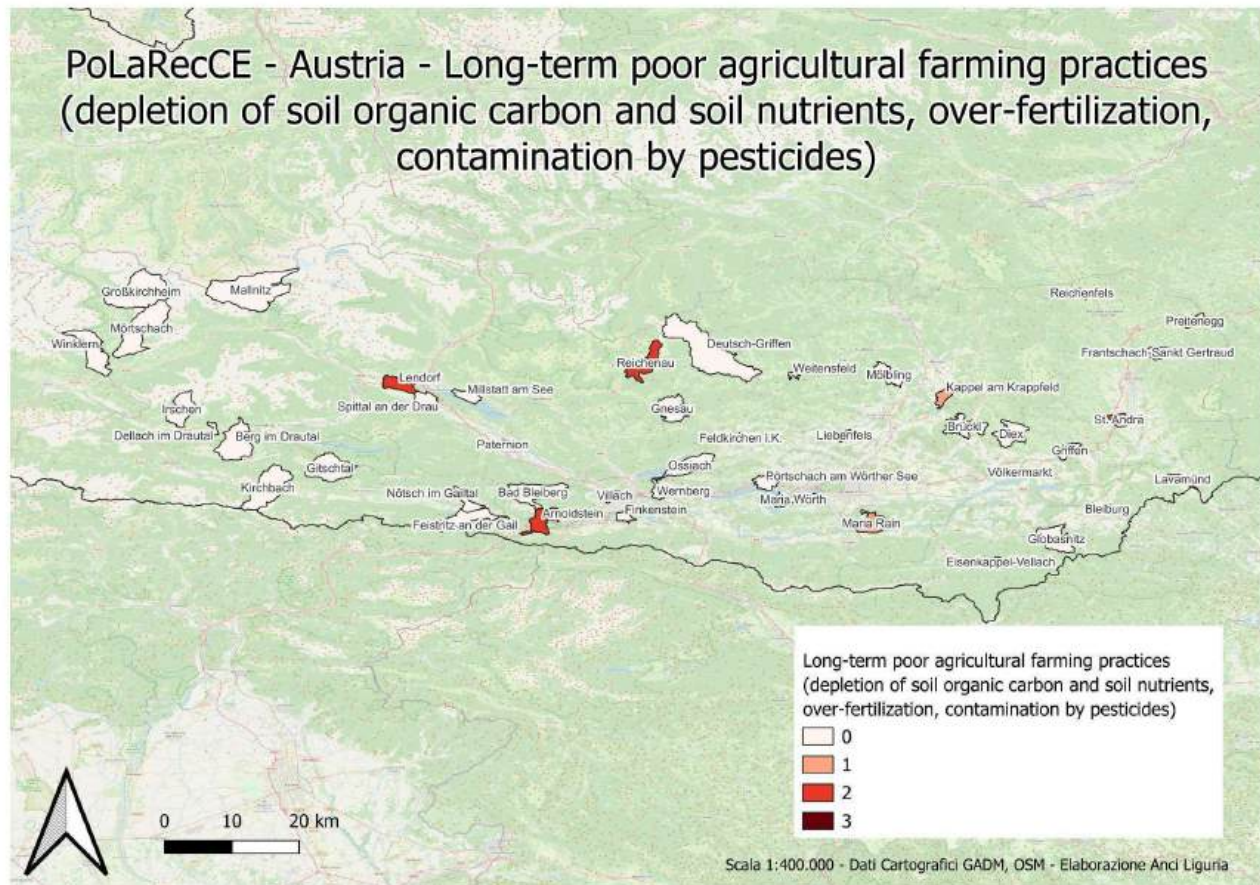 PoLaRecCE - Austria - Long-term poor agricultural farming practices
(depletion of soil organic carbon and soil nutrients, over-fertilization,
contamination by pesticides)
Großkirchheim
Mallnitz
Mörtschach
Winklern
Reichenfels
Preitenegg
Deutsch-Griffen
Frantschach-Sankt Gertraud
Reichenau
Weitensfeld
Mölbling
Lendorf
Millstatt am See
Kappel am Krappfeld
Spittal an der Drau
Irschen
Gnesau
St. Andrä
Brückl
Dellach im Drautal
Berg im Drautal
Diex
Feldkirchen i.K.
Liebenfels
Paternion
Griffen
Gitschtal
Ossiach
Pörtschach am Wörther See
Völkermarkt
Kirchbach
Lavamünd
Nötsch im Gailtal
Bad Bleiberg
Villach
Wernberg
Maria Wörth
Bleiburg
Arnoldstein
Finkenstein
Feistritz an der Gail
Maria Rain
Globasnitz
Eisenkappel-Vellach
Long-term poor agricultural farming practices
(depletion of soil organic carbon and soil nutrients,
over-fertilization, contamination by pesticides)
0
1
2
3
0 10 20 km
Scala 1:400.000 - Dati Cartografici GADM, OSM - Elaborazione Anci Liguria